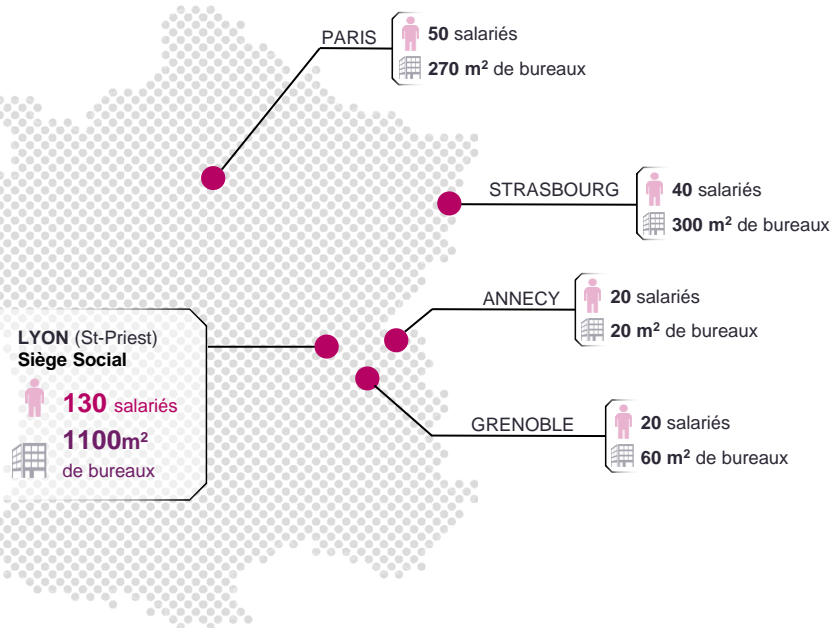 PARIS
50 salariés
270 m² de bureaux
STRASBOURG
40 salariés
300 m² de bureaux
ANNECY
20 salariés
20 m² de bureaux
LYON (St-Priest)
Siège Social
130 salariés
1100m²
de bureaux
GRENOBLE
20 salariés
60 m² de bureaux